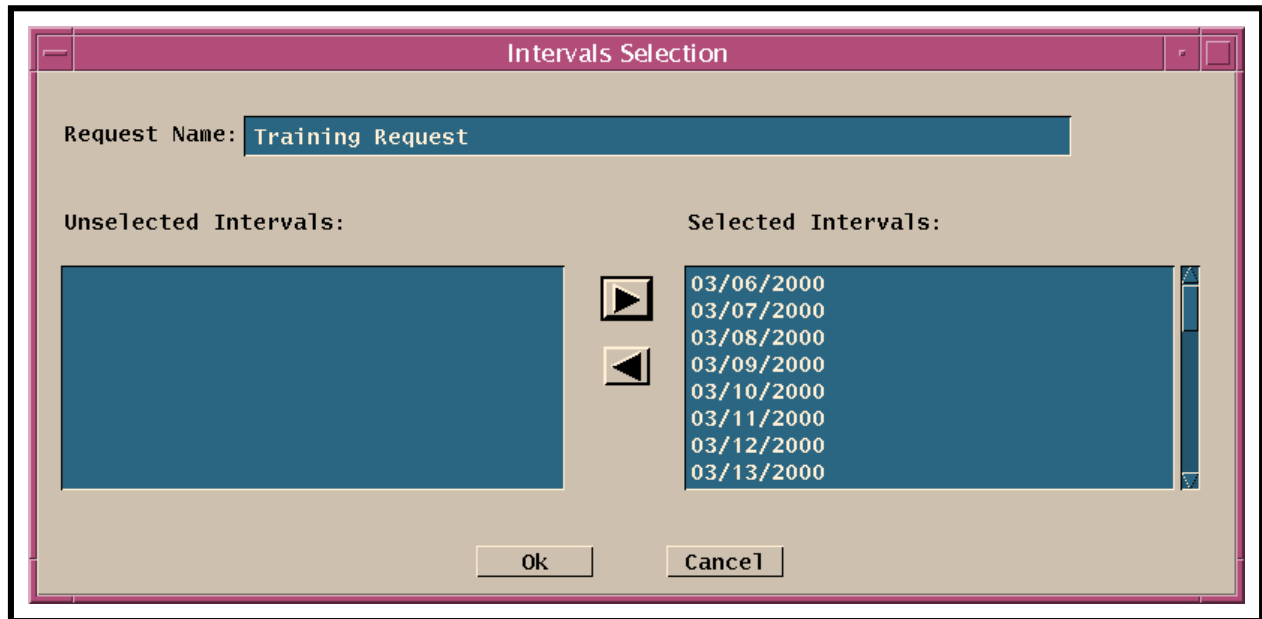 Intervals Selection
Request Name: Training Request
Unselected Intervals:
Selected Intervals:
03/06/2000
03/07/2000
03/08/2000
03/09/2000
03/10/2000
03/11/2000
03/12/2000
03/13/2000
Ok
Cancel